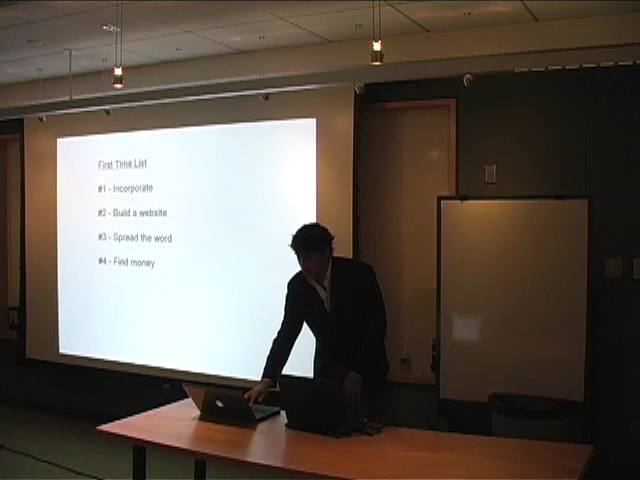 First Time List
#1 - Incorporate
#2 - Build a website
#3 - Spread the word
#4 - Find money